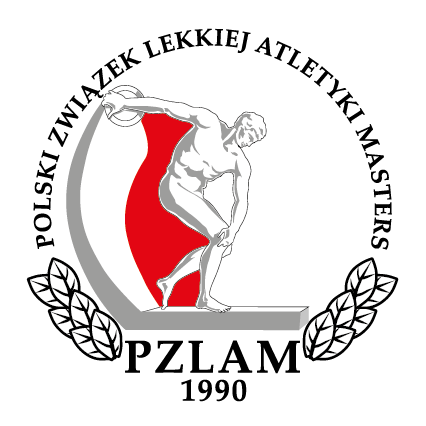 POLSKI ZWIĄZEK LEKKIEJ ATLETYKI MASTERS
PZLAM
1990